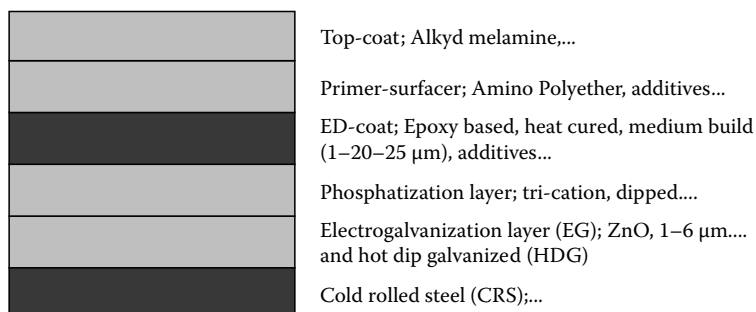 Top-coat; Alkyd melamine,...
Primer-surfacer; Amino Polyether, additives...
ED-coat; Epoxy based, heat cured, medium build
(1–20–25 μm), additives...
Phosphatization layer; tri-cation, dipped....
Electrogalvanization layer (EG); ZnO, 1–6 μm....
and hot dip galvanized (HDG)
Cold rolled steel (CRS);...